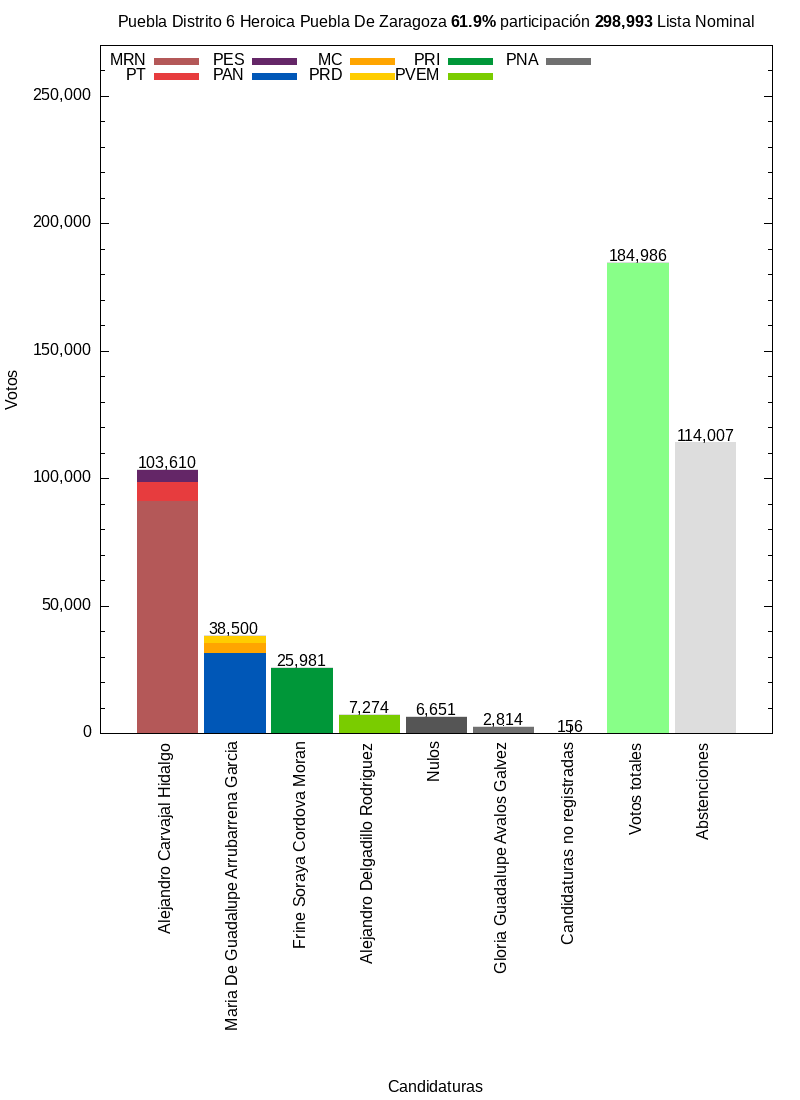 Puebla Distrito 6 Heroica Puebla De Zaragoza 61.9% participación 298,993 Lista Nominal
MRN PES MC PRI PNA
PT PAN PRD PVEM
250,000
200,000
150,000
100,000
50,000
0
Votos
103,610
38,500
25,981
7,274
6,651
2,814
156
184,986
114,007
Alejandro Carvajal Hidalgo
Maria De Guadalupe Arrubarrena Garcia
Frine Soraya Cordova Moran
Alejandro Delgadillo Rodriguez
Nulos
Gloria Guadalupe Avalos Galvez
Candidaturas no registradas
Votos totales
Abstenciones
Candidaturas